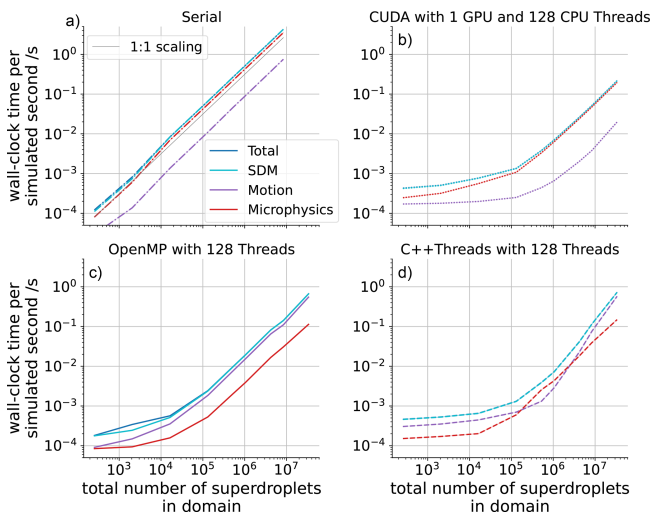 Serial
CUDA with 1 GPU and 128 CPU Threads
a)
1:1 scaling
b)
10⁰
10⁻¹
10⁻²
10⁻³
10⁻⁴
wall-clock time per
simulated second /s
Total
SDM
Motion
Microphysics
10⁰
10⁻¹
10⁻²
10⁻³
10⁻⁴
OpenMP with 128 Threads
C++Threads with 128 Threads
c)
d)
10⁰
10⁻¹
10⁻²
10⁻³
10⁻⁴
wall-clock time per
simulated second /s
10⁰
10⁻¹
10⁻²
10⁻³
10⁻⁴
10³ 10⁴ 10⁵ 10⁶ 10⁷
total number of superdroplets
in domain
10³ 10⁴ 10⁵ 10⁶ 10⁷
total number of superdroplets
in domain